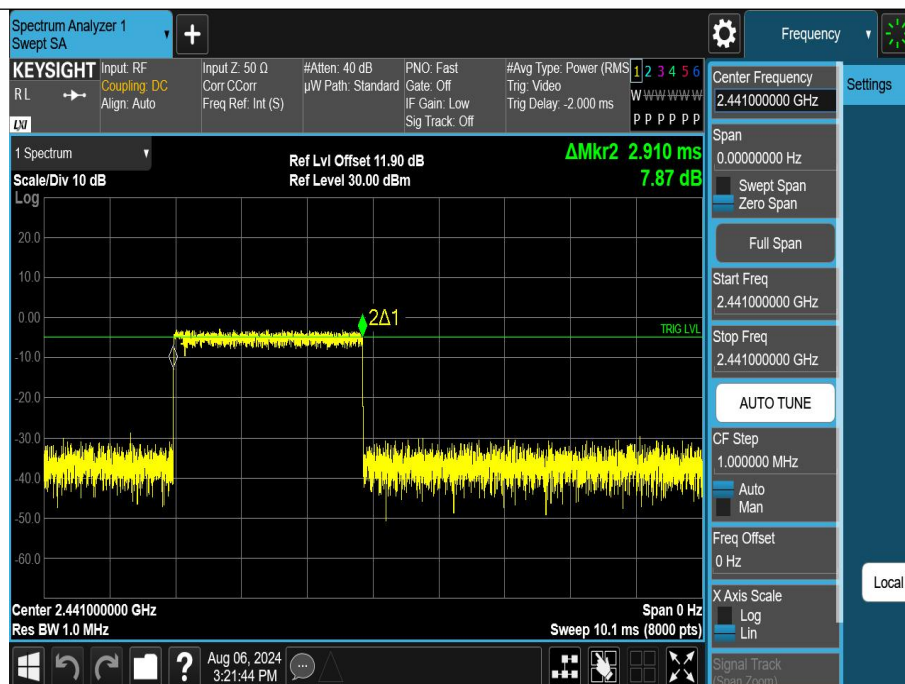 Spectrum Analyzer 1
Swept SA
+
Frequency
KEYSIGHT
RL
LXI
Input: RF
Coupling: DC
Align: Auto
Input Z: 50 Ω
Corr CCorr
Freq Ref: Int (S)
#Atten: 40 dB
µW Path: Standard
PNO: Fast
Gate: Off
IF Gain: Low
Sig Track: Off
#Avg Type: Power (RMS
Trig: Video
Trig Delay: -2.000 ms
1 2 3 4 5 6
W W W W W W
P P P P P P
1 Spectrum
Scale/Div 10 dB
Log
Ref Lvl Offset 11.90 dB
Ref Level 30.00 dBm
ΔMkr2 2.910 ms
7.87 dB
20.0
10.0
0.00
-10.0
-20.0
-30.0
-40.0
-50.0
-60.0
2Δ1
TRIG LVL
Center 2.441000000 GHz
Res BW 1.0 MHz
Span 0 Hz
Sweep 10.1 ms (8000 pts)
?
Aug 06, 2024
3:21:44 PM
Center Frequency
2.441000000 GHz
Settings
Span
0.00000000 Hz
Swept Span
Zero Span
Full Span
Start Freq
2.441000000 GHz
Stop Freq
2.441000000 GHz
AUTO TUNE
CF Step
1.000000 MHz
Auto
Man
Freq Offset
0 Hz
Local
X Axis Scale
Log
Lin
Signal Track
(Span Zoom)